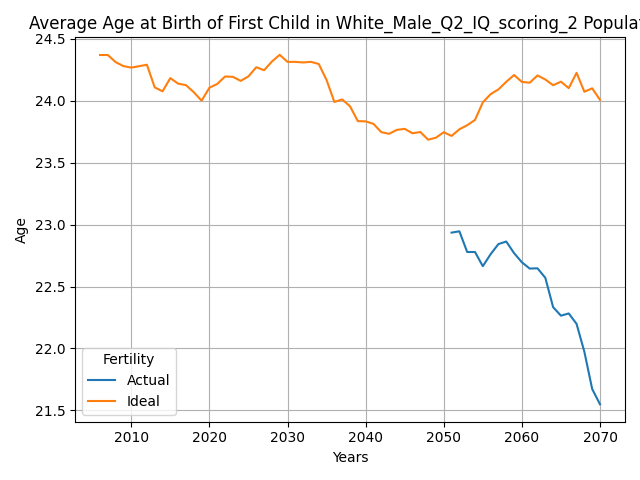 Average Age at Birth of First Child in White_Male_Q2_IQ_scoring_2 Populat
24.5
24.0
23.5
23.0
22.5
22.0
21.5
Age
Fertility
Actual
Ideal
2010 2020 2030 2040 2050 2060 2070
Years